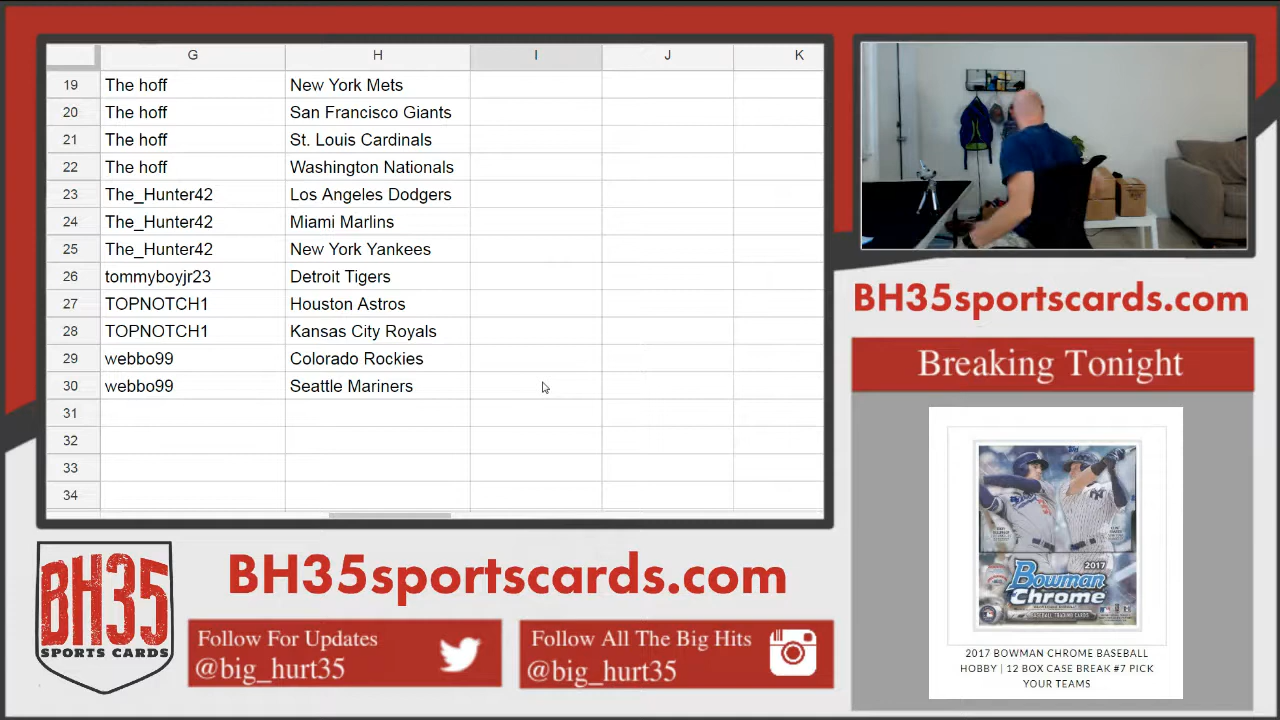 G H I J K
19 The hoff New York Mets
20 The hoff San Francisco Giants
21 The hoff St. Louis Cardinals
22 The hoff Washington Nationals
23 The_Hunter42 Los Angeles Dodgers
24 The_Hunter42 Miami Marlins
25 The_Hunter42 New York Yankees
26 tommyboyjr23 Detroit Tigers
27 TOPNOTCH1 Houston Astros
28 TOPNOTCH1 Kansas City Royals
29 webbo99 Colorado Rockies
30 webbo99 Seattle Mariners
31
32
33
34
BH35sportscards.com
Breaking Tonight
2017
Bowman
Chrome
2017 BOWMAN CHROME BASEBALL
HOBBY | 12 BOX CASE BREAK #7 PICK
YOUR TEAMS
BH35
SPORTS CARDS
BH35sportscards.com
Follow For Updates
@big_hurt35
Follow All The Big Hits
@big_hurt35